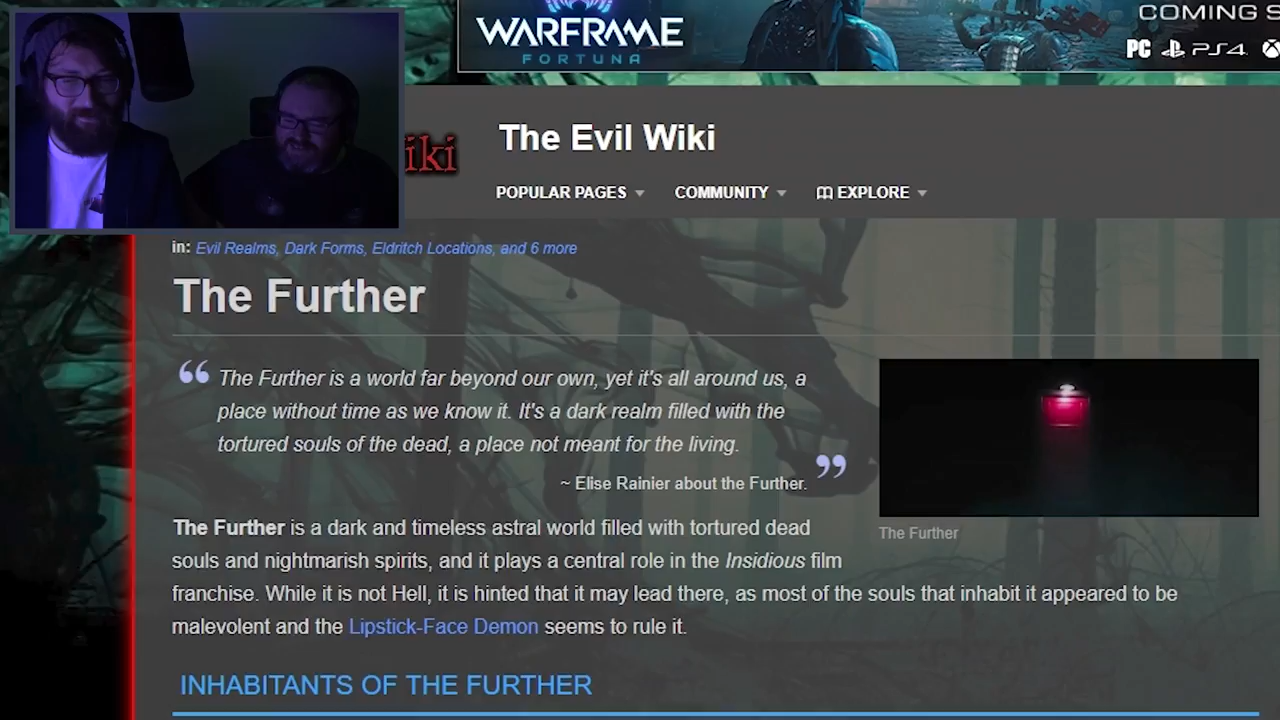 WARFRAME
FORTUNA
COMING S
PC PS4
iki
The Evil Wiki
POPULAR PAGES COMMUNITY EXPLORE
in: Evil Realms, Dark Forms, Eldritch Locations, and 6 more
The Further
“ The Further is a world far beyond our own, yet it's all around us, a
place without time as we know it. It's a dark realm filled with the
tortured souls of the dead, a place not meant for the living. ”
~ Elise Rainier about the Further.
The Further
The Further is a dark and timeless astral world filled with tortured dead
souls and nightmarish spirits, and it plays a central role in the Insidious film
franchise. While it is not Hell, it is hinted that it may lead there, as most of the souls that inhabit it appeared to be
malevolent and the Lipstick-Face Demon seems to rule it.
INHABITANTS OF THE FURTHER